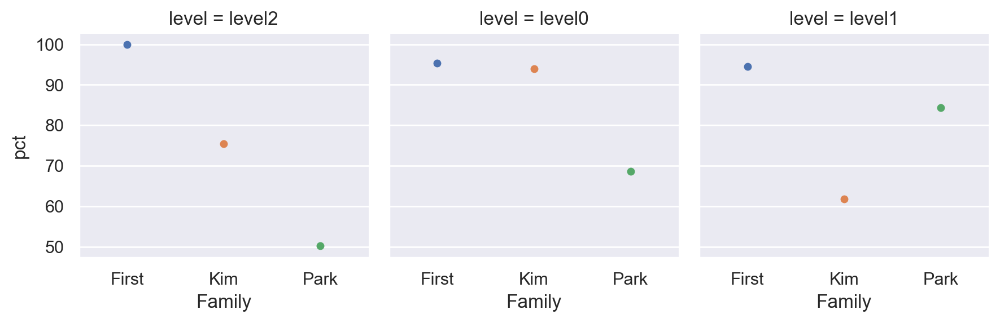 level = level2
level = level0
level = level1
pct
100
90
80
70
60
50
First Kim Park
Family
First Kim Park
Family
First Kim Park
Family